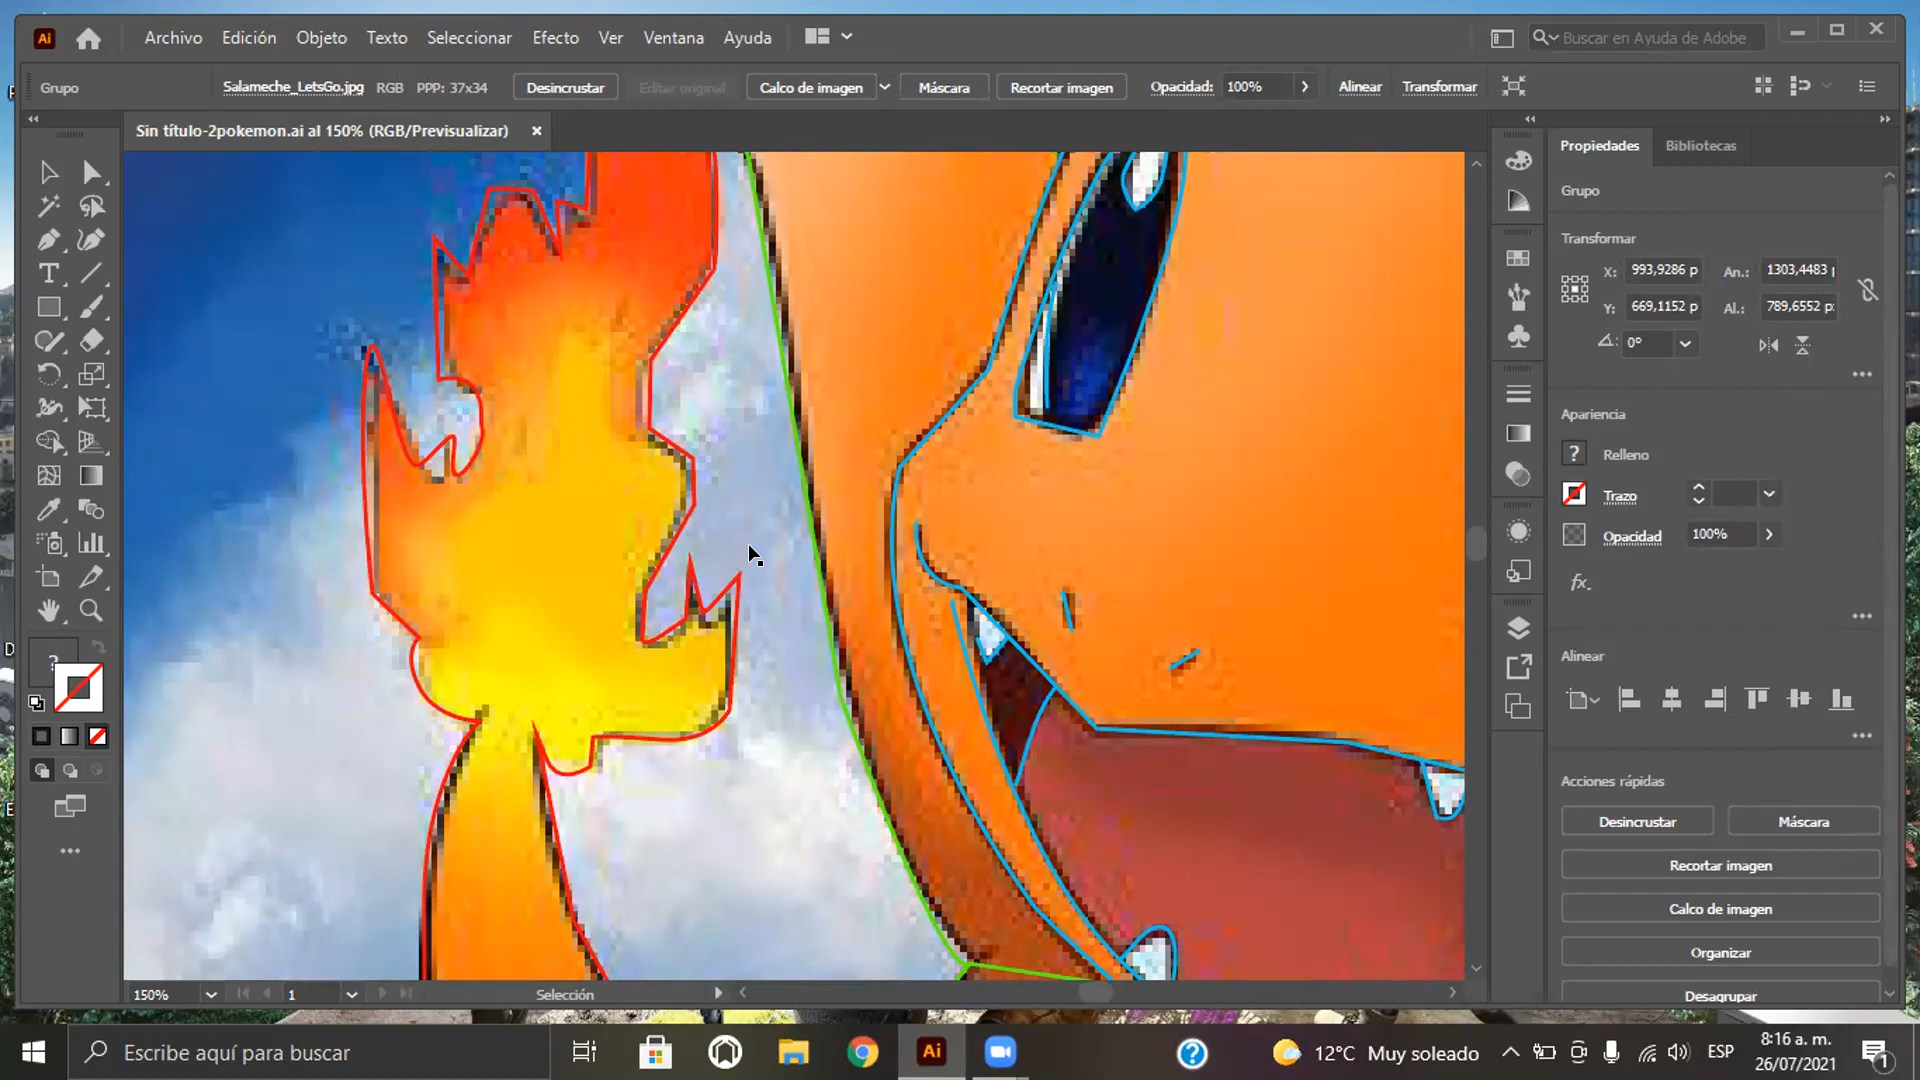 Ai
Archivo Edición Objeto Texto Seleccionar Efecto Ver Ventana Ayuda
Buscar en Ayuda de Adobe
Grupo Salameche_LetsGo.jpg RGB PPP: 37x34 Desincrustar Editar original Calco de imagen Máscara Recortar imagen Opacidad: 100% Alinear Transformar
Sin título-2pokemon.ai al 150% (RGB/Previsualizar)
Propiedades Bibliotecas
Grupo
Transformar
X: 993,9286 p An.: 1303,4483
Y: 669,1152 p Al.: 789,6552 p
0°
Apariencia
? Relleno
Trazo
Opacidad 100%
fx.
Alinear
Acciones rápidas
Desincrustar Máscara
Recortar imagen
Calco de imagen
Organizar
Desagrupar
?
D
E
150% 1 Selección
Escribe aquí para buscar
Ai
?
12°C Muy soleado
ESP
8:16 a. m.
26/07/2021
1